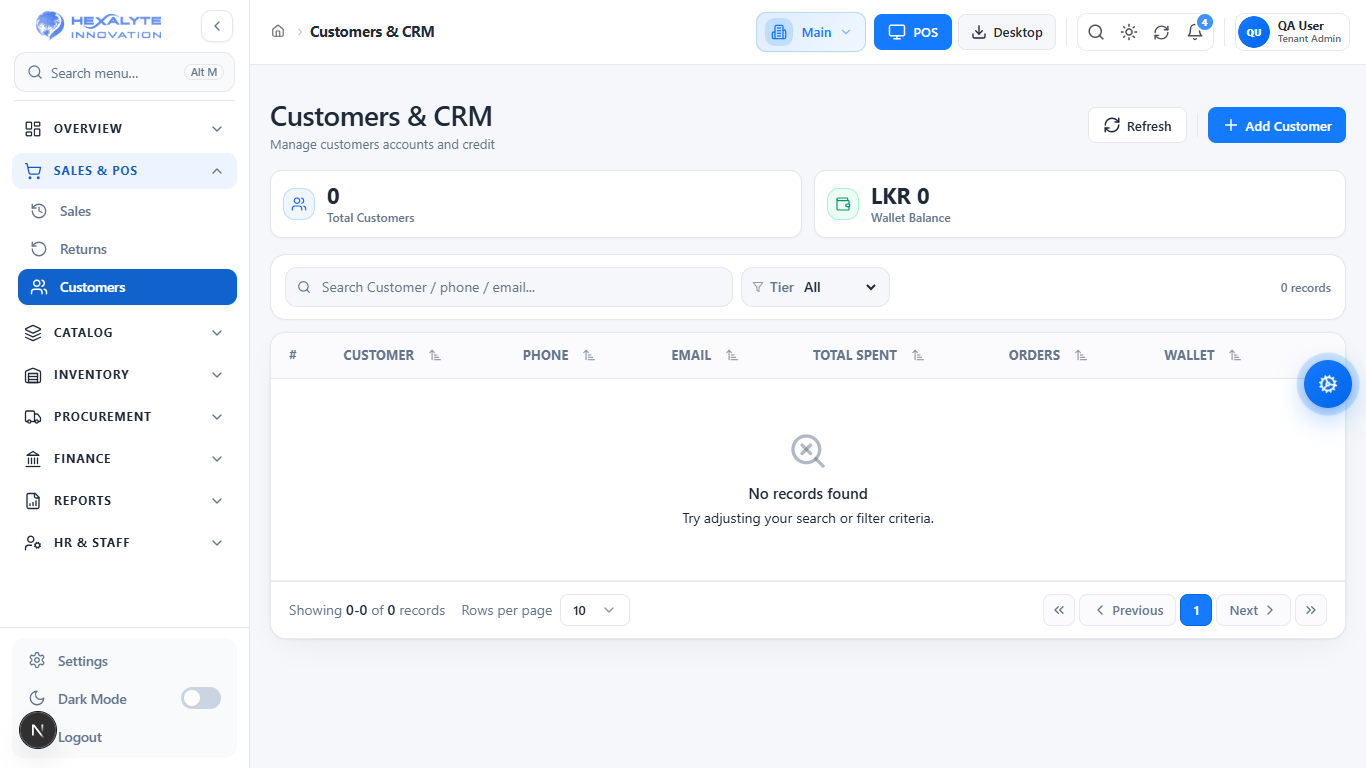 HEXALYTE
INNOVATION
Search menu...
Alt M
OVERVIEW
SALES & POS
Sales
Returns
Customers
CATALOG
INVENTORY
PROCUREMENT
FINANCE
REPORTS
HR & STAFF
Settings
Dark Mode
N
Logout
Customers & CRM
Main
POS
Desktop
4
QU
QA User
Tenant Admin
Customers & CRM
Manage customers accounts and credit
Refresh
Add Customer
0
Total Customers
LKR 0
Wallet Balance
Search Customer / phone / email...
Tier All
0 records
# CUSTOMER PHONE EMAIL TOTAL SPENT ORDERS WALLET
No records found
Try adjusting your search or filter criteria.
Showing 0-0 of 0 records Rows per page 10
Previous 1 Next